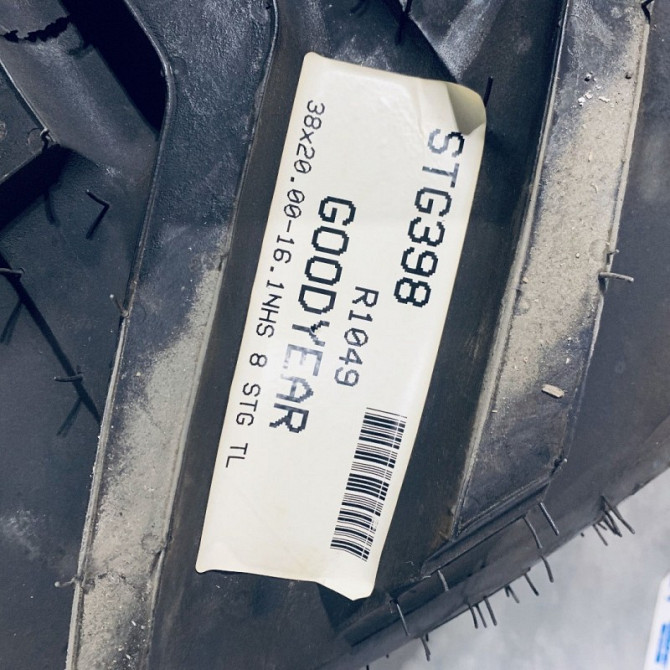 STG398
R1049
GOODYEAR
38x20.00-16.1NHS 8 STG TL